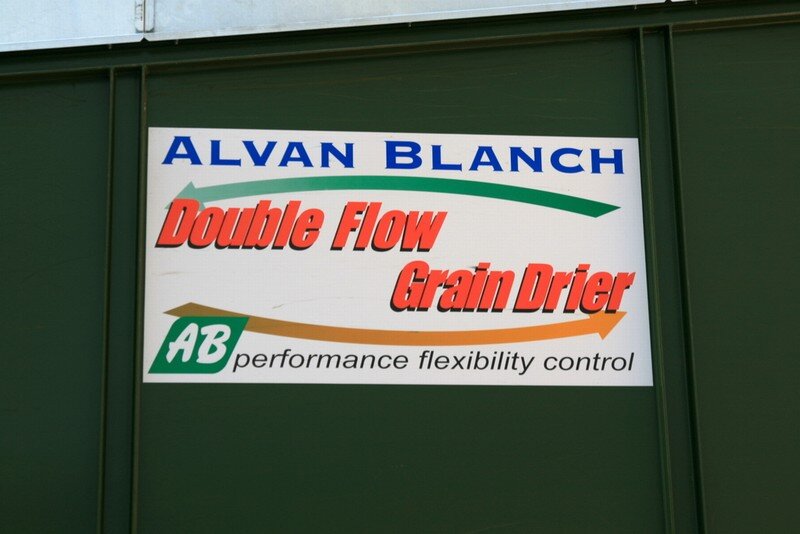 ALVAN BLANCH
Double Flow
Grain Drier
AB performance flexibility control